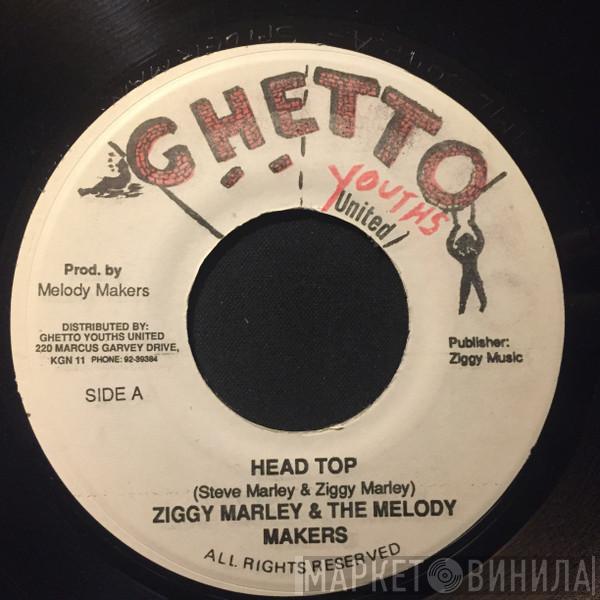 GHETTO
YOUTHS
United
Prod. by
Melody Makers
DISTRIBUTED BY:
GHETTO YOUTHS UNITED
220 MARCUS GARVEY DRIVE,
KGN 11 PHONE: 92-39384
Publisher:
Ziggy Music
SIDE A
HEAD TOP
(Steve Marley & Ziggy Marley)
ZIGGY MARLEY & THE MELODY
MAKERS
ALL RIGHTS RESERVED
МАРКЕТ ВИНИЛА